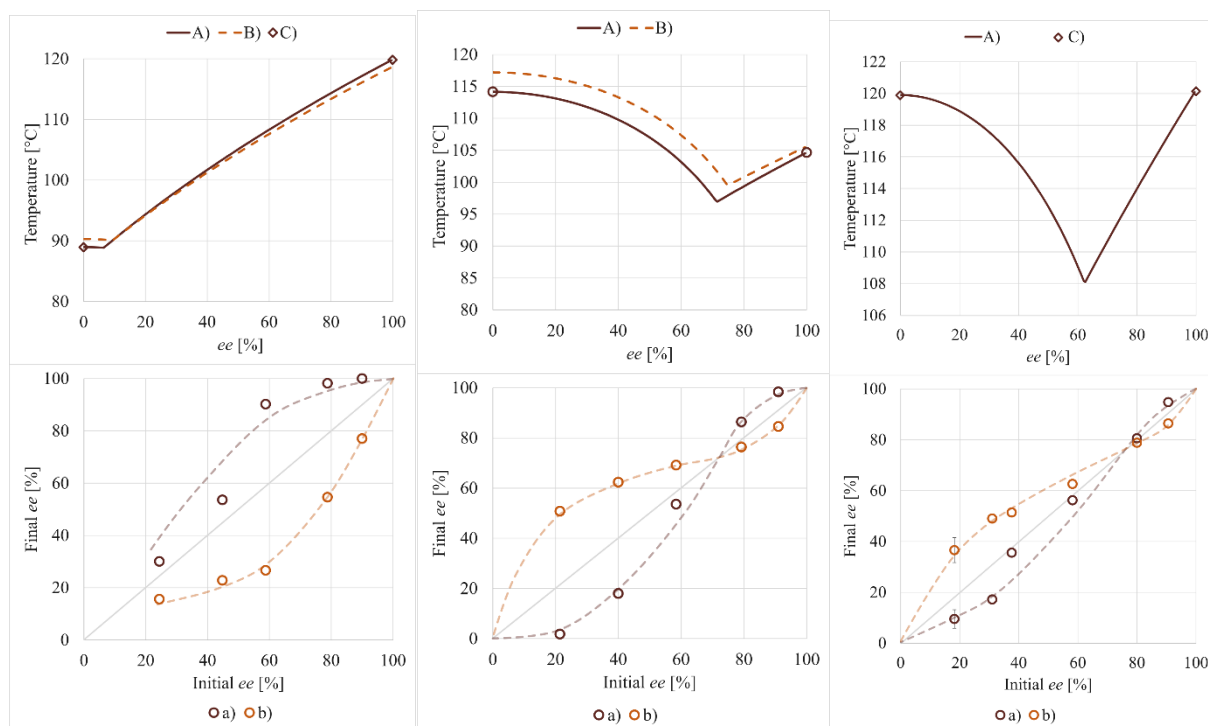 A) B) C)
Temperature [°C]
120
110
100
90
80
0 20 40 60 80 100
ee [%]
A) B)
Temperature [°C]
120
115
110
105
100
95
90
85
80
0 20 40 60 80 100
ee [%]
A) C)
Temeperature [°C]
122
120
118
116
114
112
110
108
106
0 20 40 60 80 100
ee [%]
Final ee [%]
100
80
60
40
20
0
0 20 40 60 80 100
Initial ee [%]
a) b)
Final ee [%]
100
80
60
40
20
0
0 20 40 60 80 100
Initial ee [%]
a) b)
Final ee [%]
100
80
60
40
20
0
0 20 40 60 80 100
Initial ee [%]
a) b)